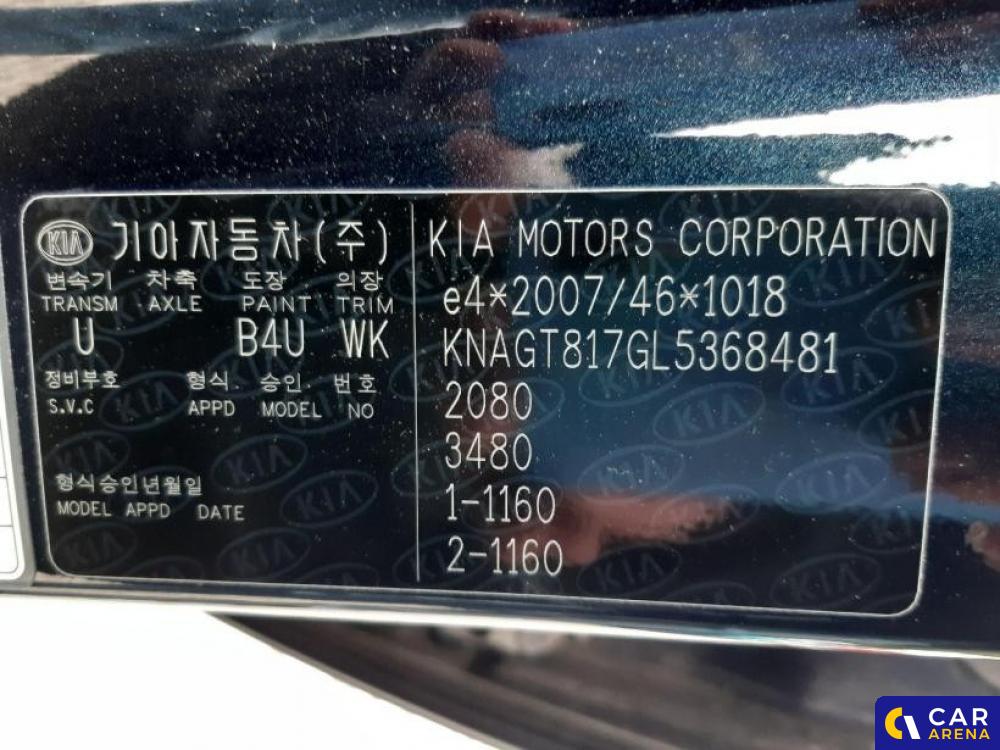 KIA 기아자동차(주)
변속기 차축 도장 의장
TRANSM AXLE PAINT TRIM
U B4U WK
정비부호 형식 승인 번호
S.V.C APPD MODEL NO
형식승인년월일
MODEL APPD DATE
KIA MOTORS CORPORATION
e4*2007/46*1018
KNAGT817GL5368481
2080
3480
1-1160
2-1160
CAR
ARENA